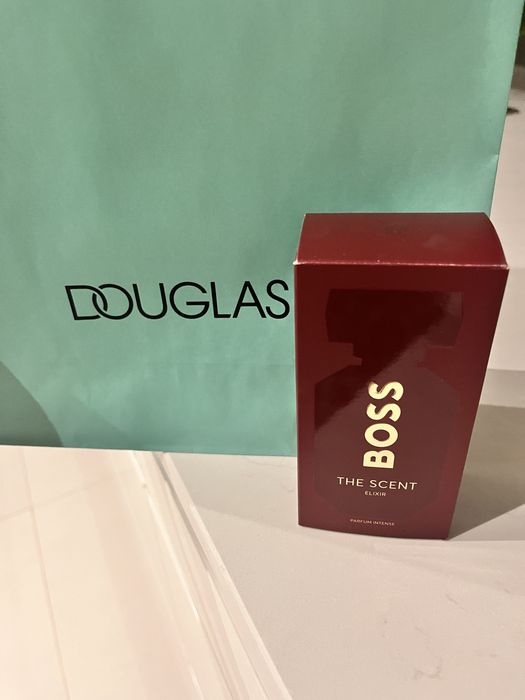 DOUGLAS
BOSS
THE SCENT
ELIXIR
PARFUM INTENSE